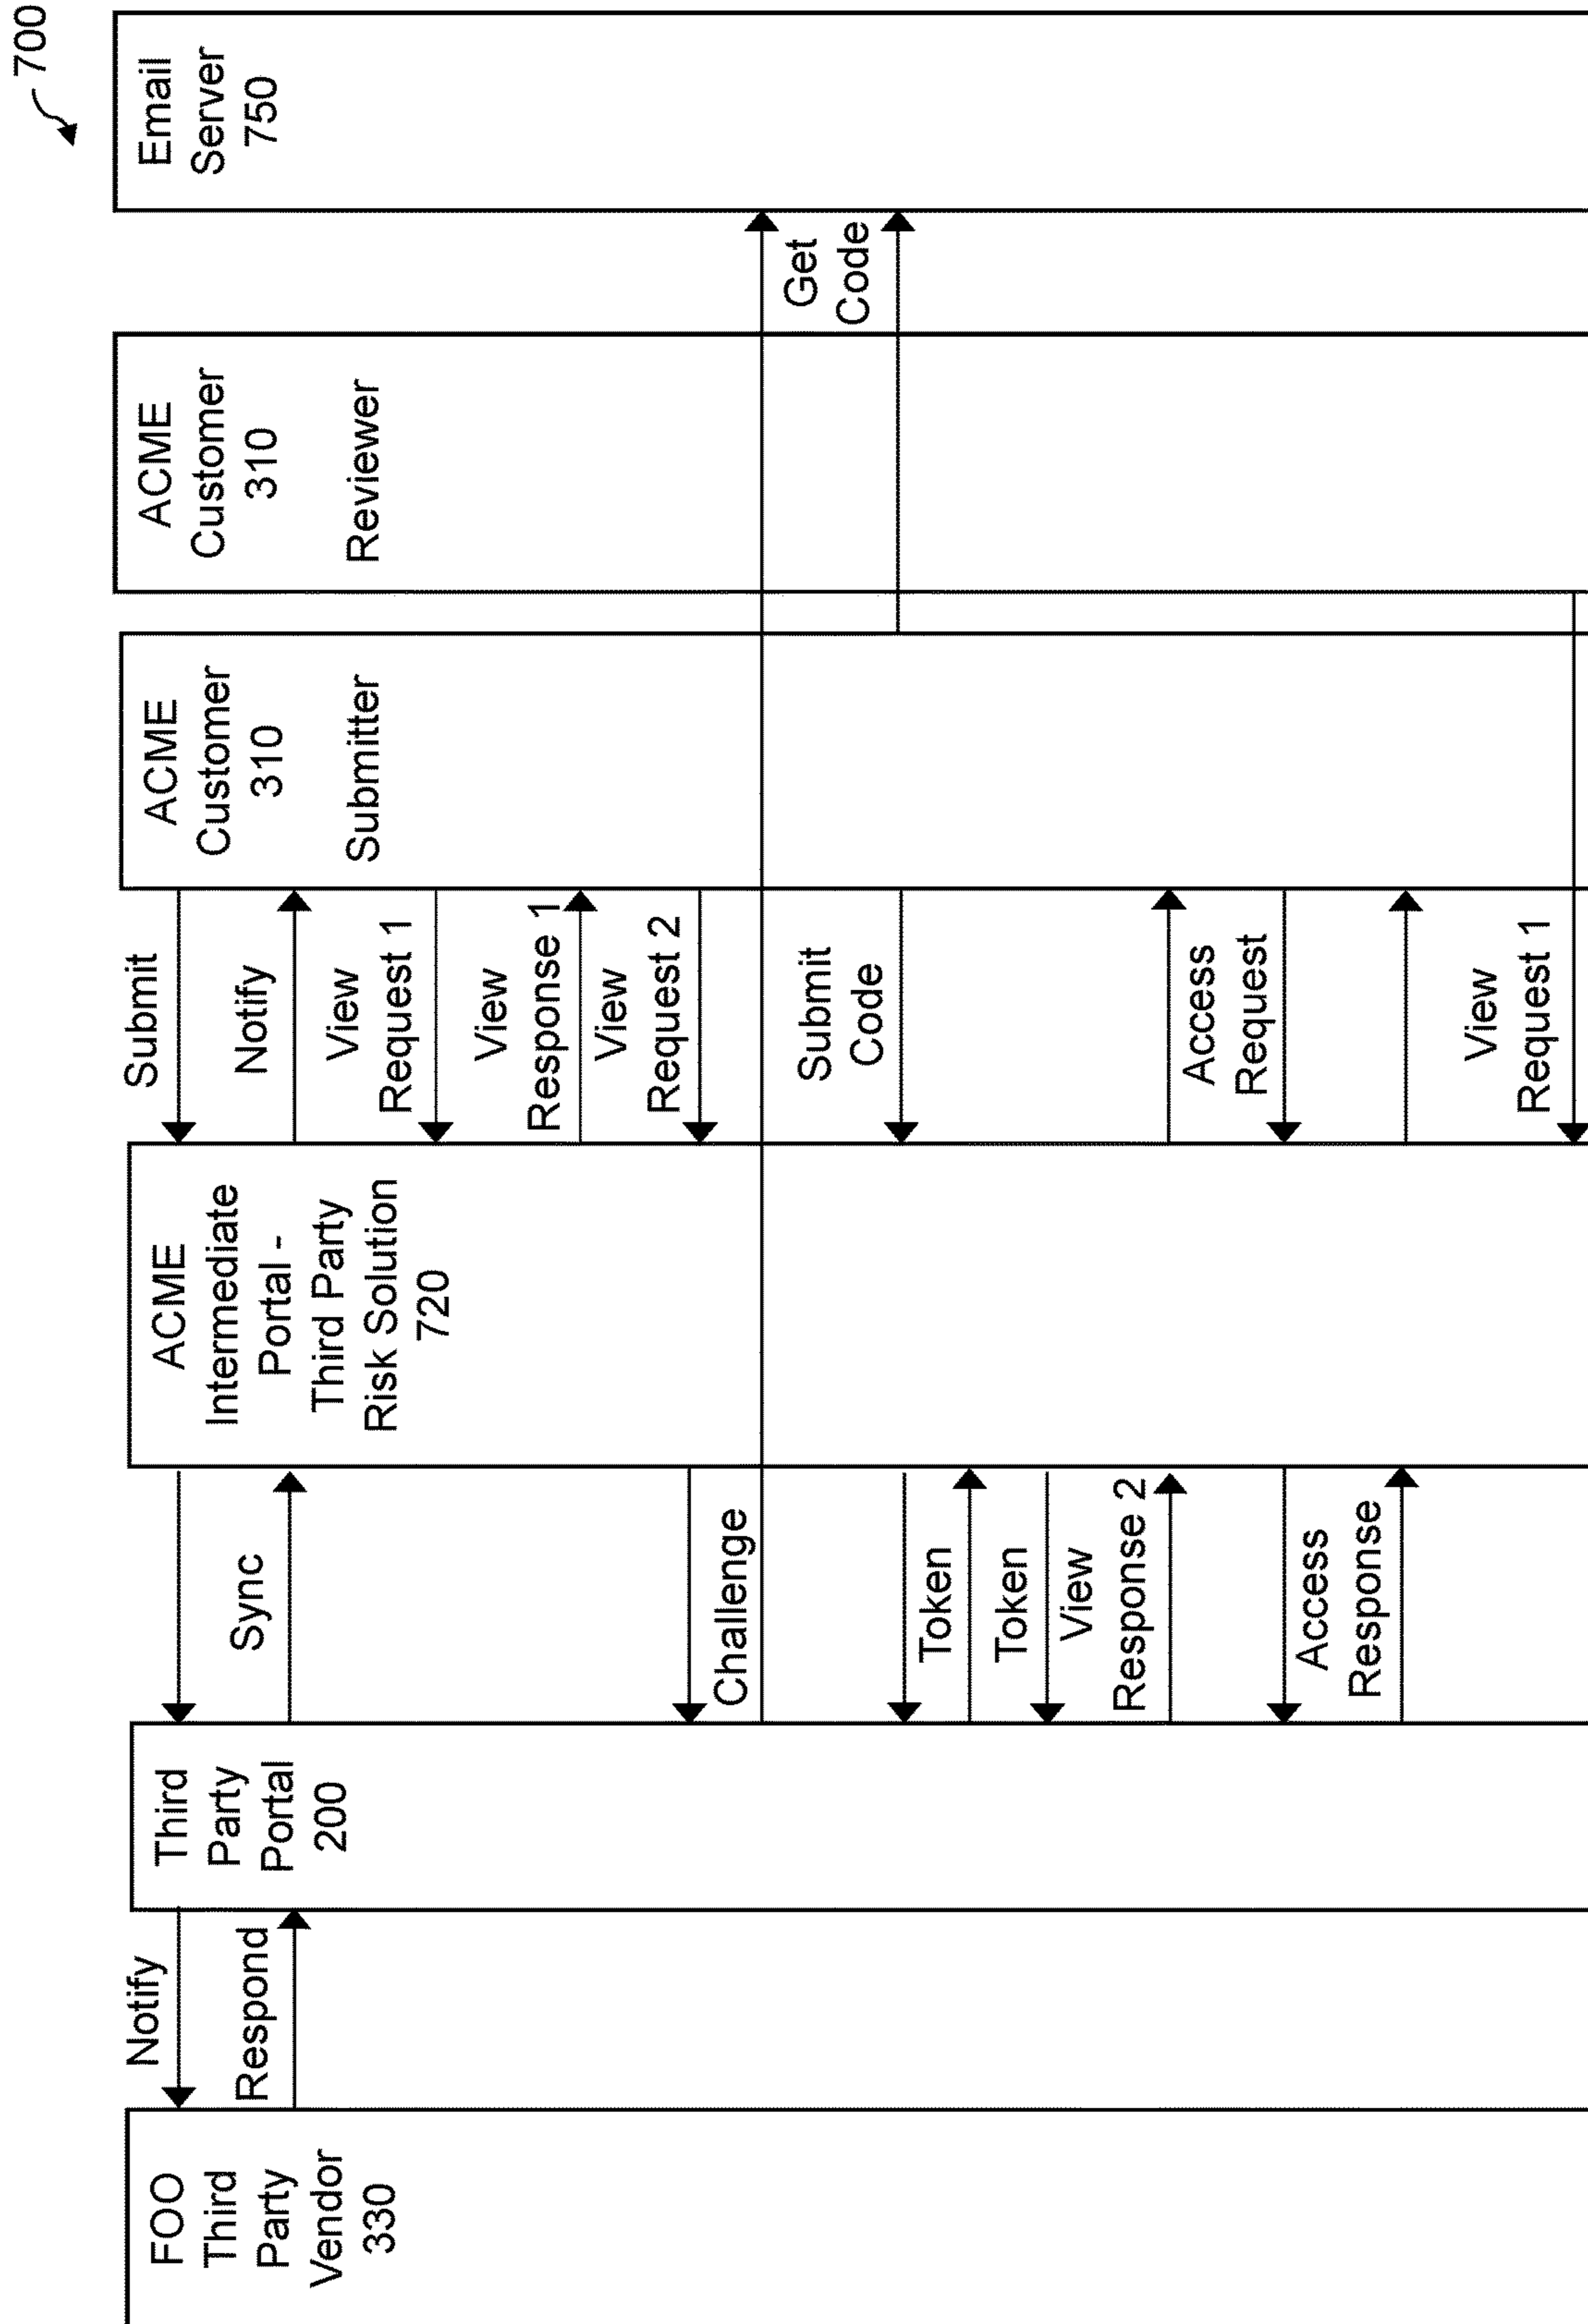 700
FOO
Third
Party
Vendor
330
Third
Party
Portal
200
ACME
Intermediate
Portal -
Third Party
Risk Solution
720
ACME
Customer
310
Submitter
ACME
Customer
310
Reviewer
Email
Server
750
Notify
Respond
Sync
Challenge
Token
Token
View
Response 2
Access
Response
Submit
Notify
View
Request 1
View
Response 1
View
Request 2
Submit
Code
Access
Request
View
Request 1
Get
Code